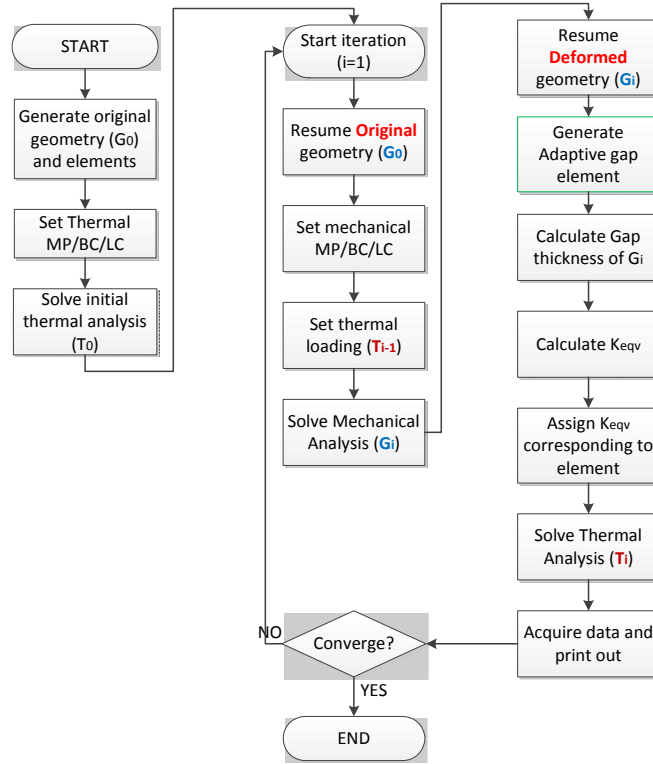 START
Generate original
geometry (G0)
and elements
Set Thermal
MP/BC/LC
Solve initial
thermal analysis
(T0)
Start iteration
(i=1)
Resume Original
geometry (G0)
Set mechanical
MP/BC/LC
Set thermal
loading (Ti-1)
Solve Mechanical
Analysis (Gi)
Resume
Deformed
geometry (Gi)
Generate
Adaptive gap
element
Calculate Gap
thickness of Gi
Calculate Keqv
Assign Keqv
corresponding to
element
Solve Thermal
Analysis (Ti)
Acquire data and
print out
Converge?
NO
YES
END